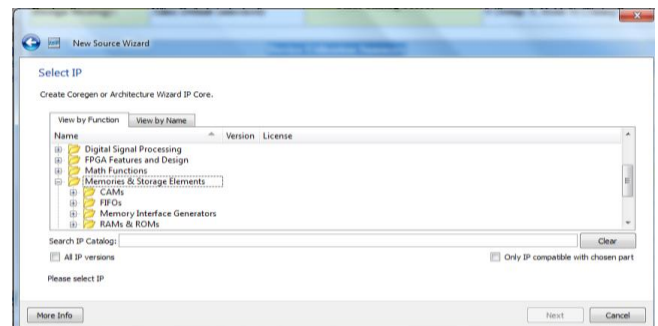 New Source Wizard
Select IP
Create Coregen or Architecture Wizard IP Core.
View by Function View by Name
Name Version License
Digital Signal Processing
FPGA Features and Design
Math Functions
Memories & Storage Elements
CAMs
FIFOs
Memory Interface Generators
RAMs & ROMs
Search IP Catalog: Clear
All IP versions Only IP compatible with chosen part
Please select IP
More Info Next Cancel